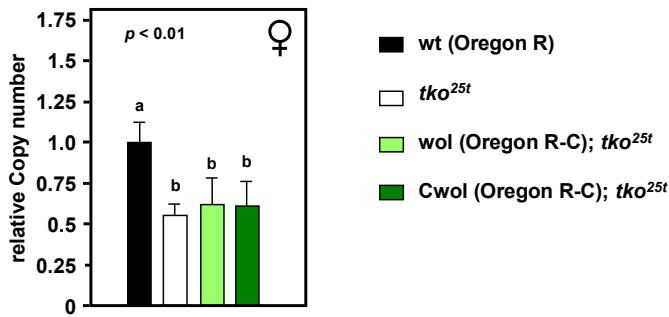 1.75
1.5
1.25
1.0
0.75
0.5
0.25
0
relative Copy number
p < 0.01
♀
a
b
b
b
wt (Oregon R)
tko²⁵ᵗ
wol (Oregon R-C); tko²⁵ᵗ
Cwol (Oregon R-C); tko²⁵ᵗ